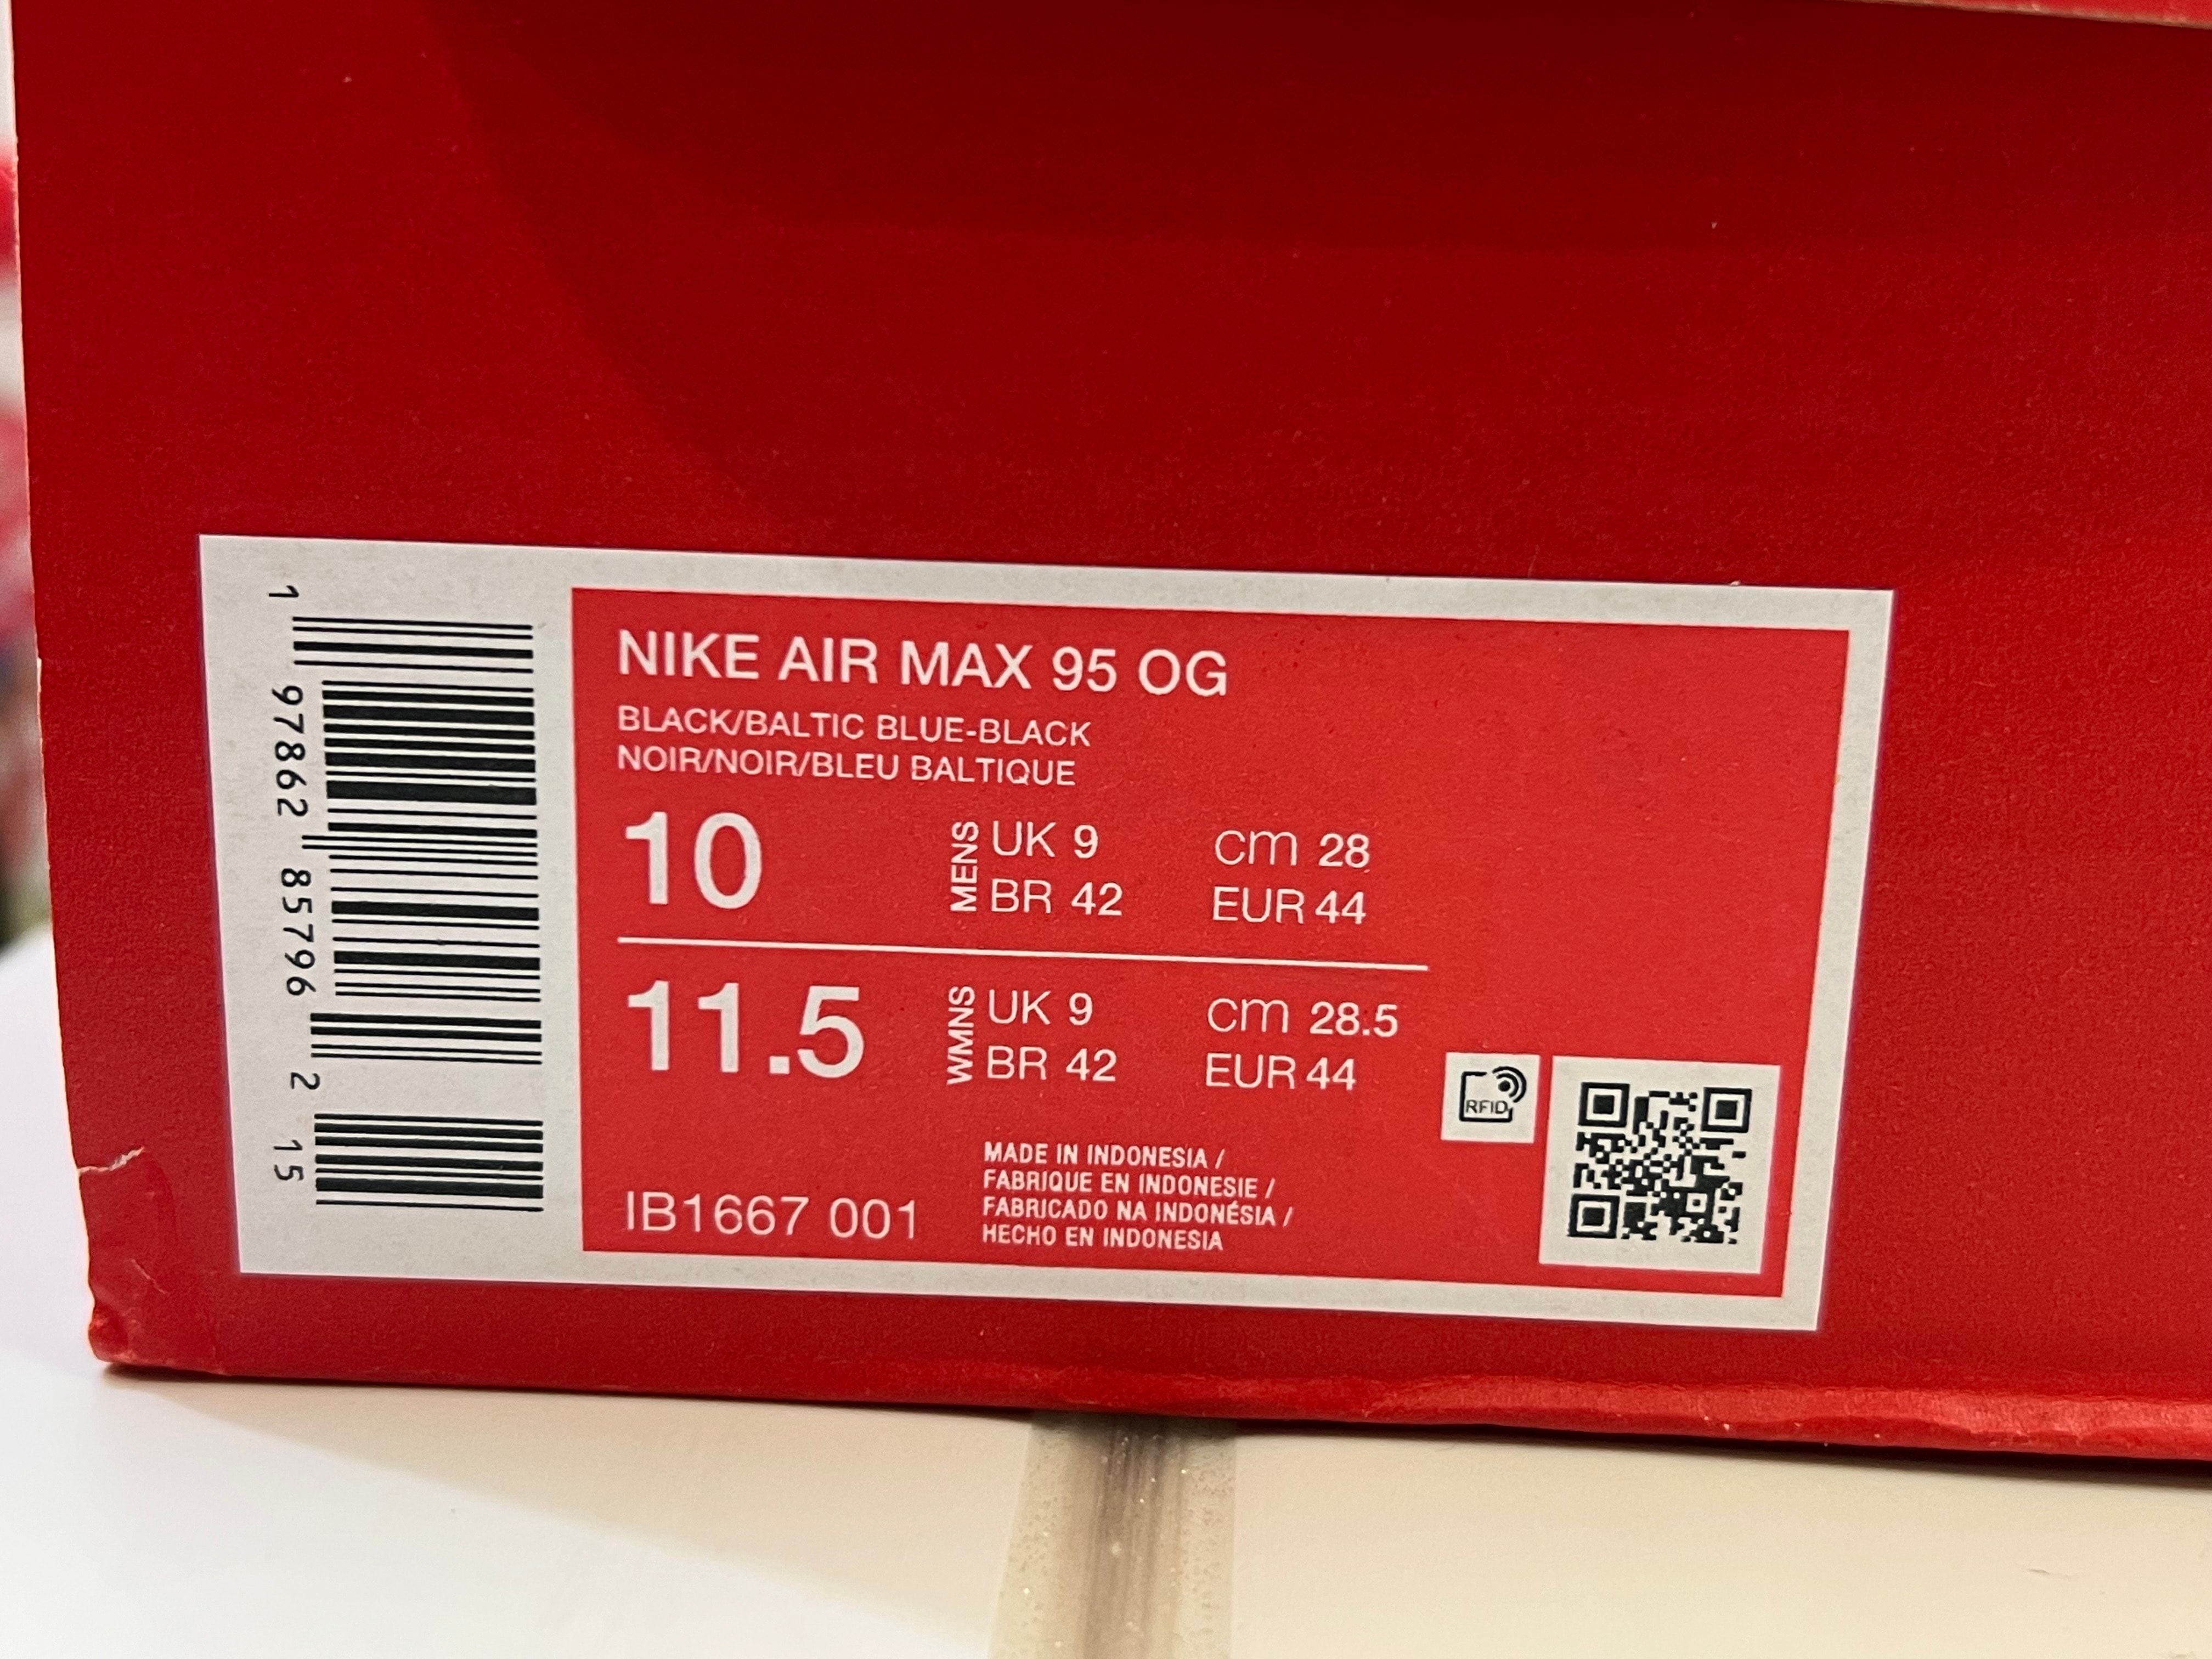 1 97862 85796 2 15
NIKE AIR MAX 95 OG
BLACK/BALTIC BLUE-BLACK
NOIR/NOIR/BLEU BALTIQUE
10 MENS UK 9 cm 28
BR 42 EUR 44
11.5 WMNS UK 9 cm 28.5
BR 42 EUR 44
RFID
MADE IN INDONESIA /
FABRIQUE EN INDONESIE /
FABRICADO NA INDONÉSIA /
HECHO EN INDONESIA
IB1667 001